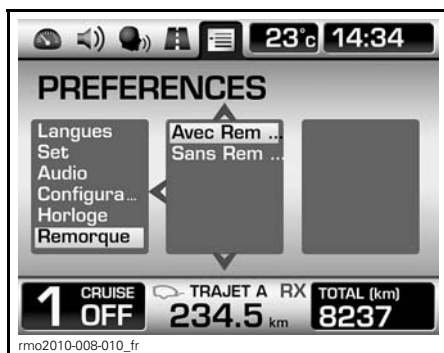 23°c 14:34
PREFERENCES
Langues
Set
Audio
Configura...
Horloge
Remorque
Avec Rem ...
Sans Rem ...
1 CRUISE OFF
TRAJET A RX
234.5 km
TOTAL (km)
8237
rmo2010-008-010_fr